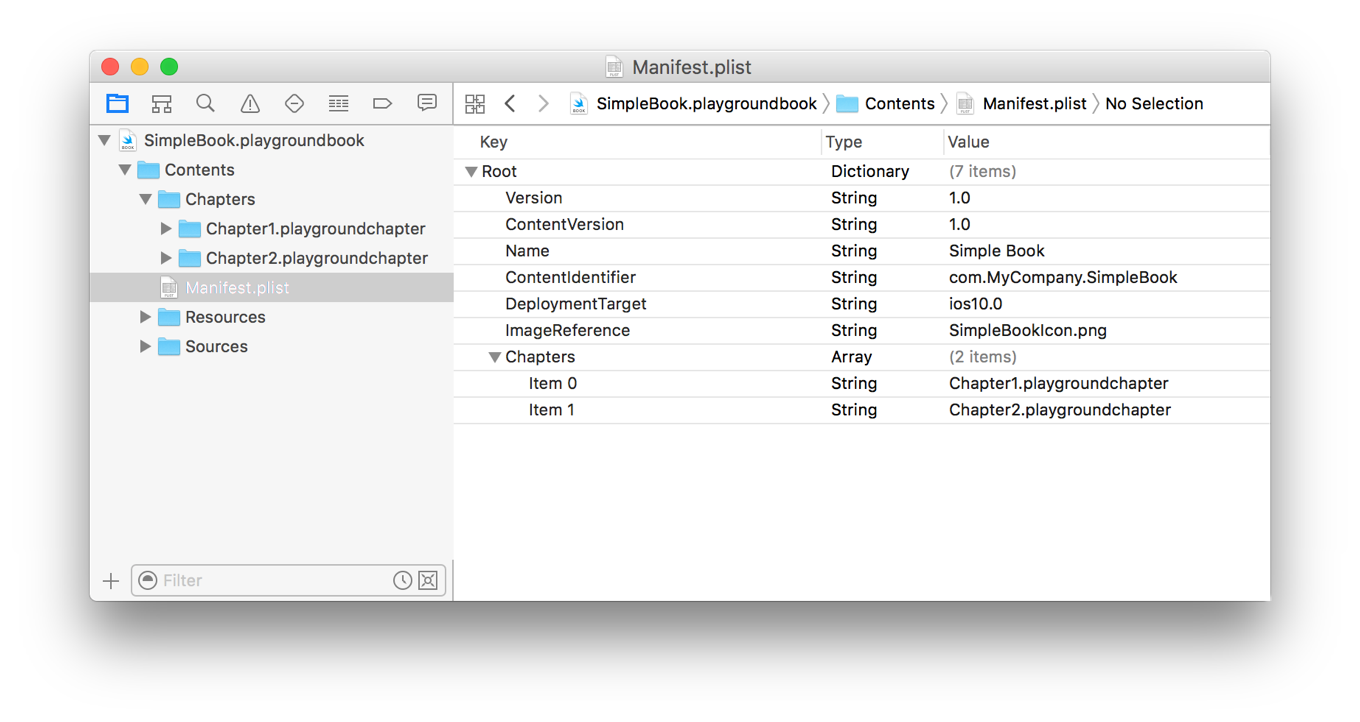 Manifest.plist
SimpleBook.playgroundbook Contents Manifest.plist No Selection
SimpleBook.playgroundbook
Contents
Chapters
Chapter1.playgroundchapter
Chapter2.playgroundchapter
Manifest.plist
Resources
Sources
Filter
Key Type Value
Root Dictionary (7 items)
Version String 1.0
ContentVersion String 1.0
Name String Simple Book
ContentIdentifier String com.MyCompany.SimpleBook
DeploymentTarget String ios10.0
ImageReference String SimpleBookIcon.png
Chapters Array (2 items)
Item 0 String Chapter1.playgroundchapter
Item 1 String Chapter2.playgroundchapter